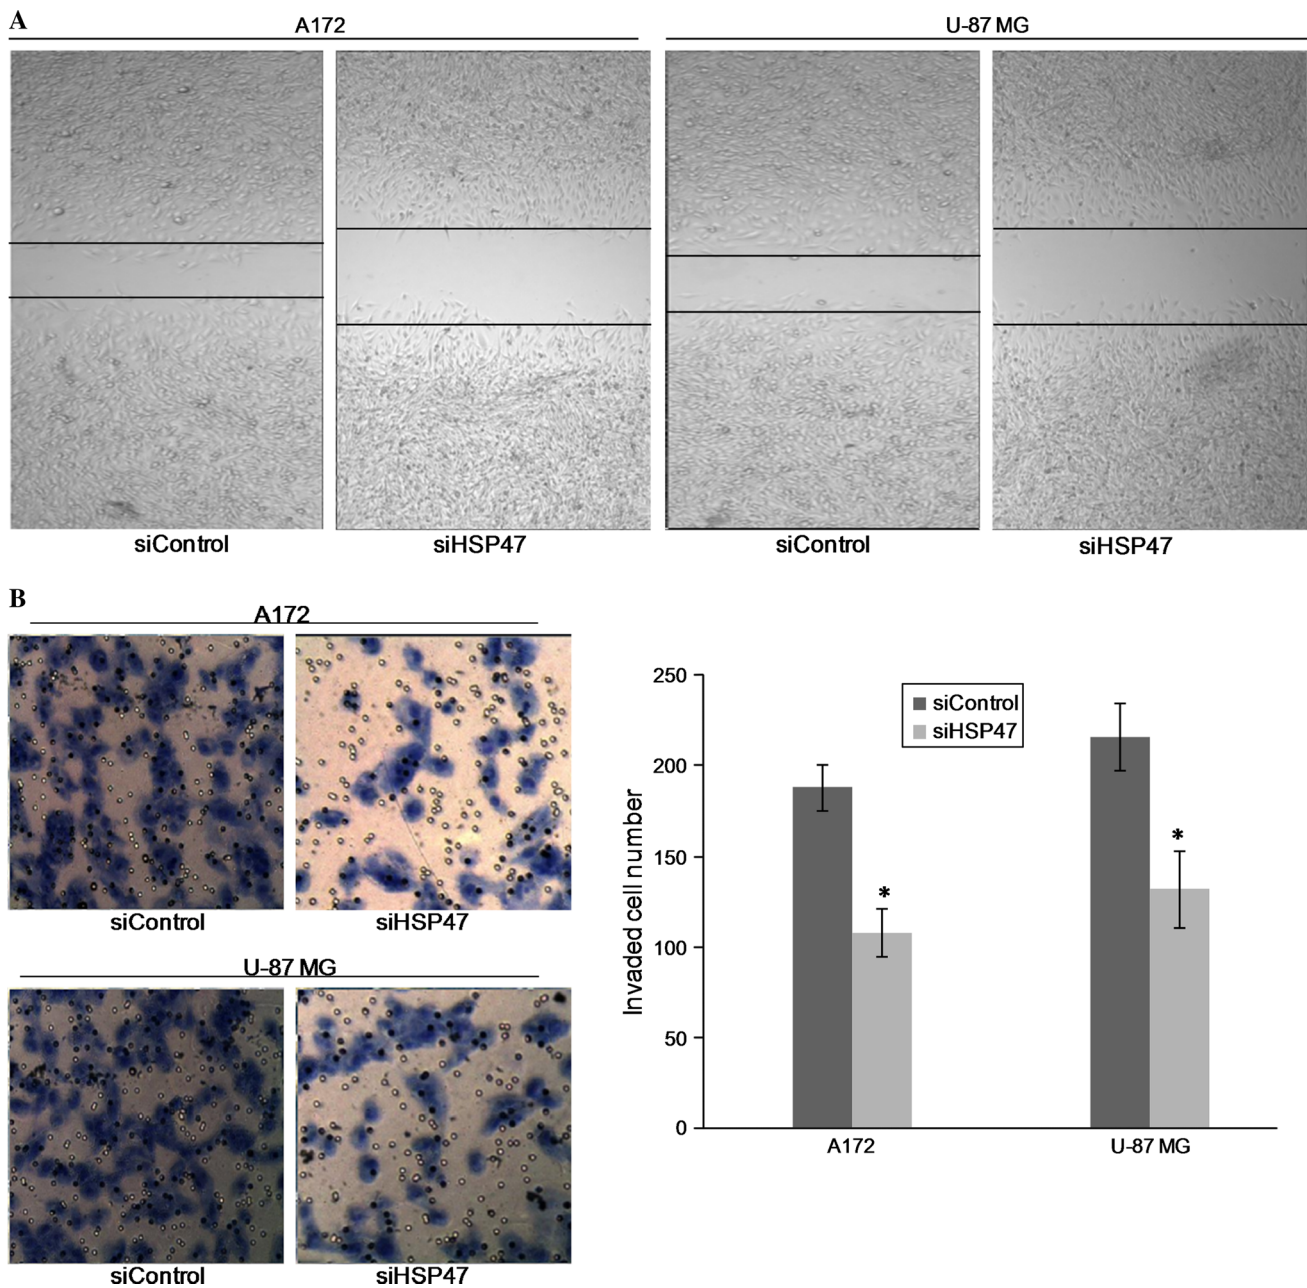 A
A172
U-87 MG
siControl
siHSP47
siControl
siHSP47
B
A172
siControl
siHSP47
U-87 MG
siControl
siHSP47
250
200
150
100
50
0
Invaded cell number
siControl
siHSP47
*
*
A172
U-87 MG